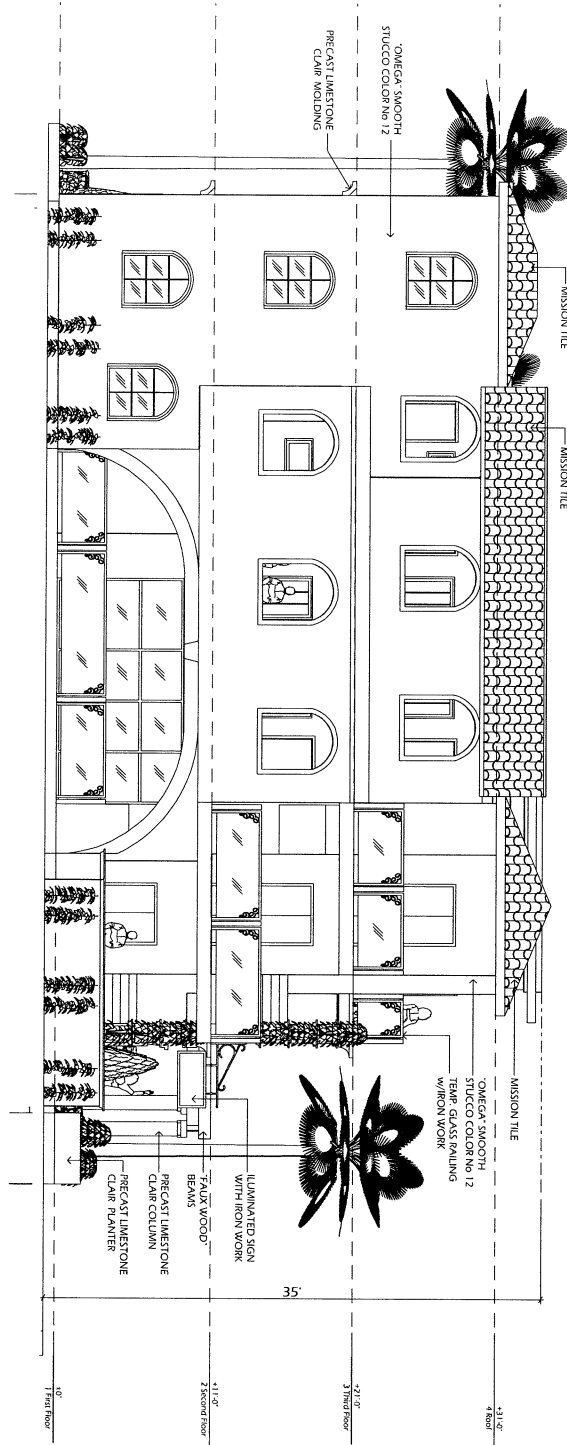 MISSION TILE
MISSION TILE
"OMEGA" SMOOTH
STUCCO COLOR No 12
PRECAST LIMESTONE
CLAIR MOLDING
MISSION TILE
"OMEGA" SMOOTH
STUCCO COLOR No 12
TEMP. GLASS RAILING
W/IRON WORK
ILUMINATED SIGN
WITH IRON WORK
"FAUX WOOD"
BEAMS
PRECAST LIMESTONE
CLAIR COLUMN
PRECAST LIMESTONE
CLAIR PLANTER
35'
+31'-0"
4 Roof
+21'-0"
3 Third Floor
+11'-0"
2 Second Floor
±0"
1 First Floor